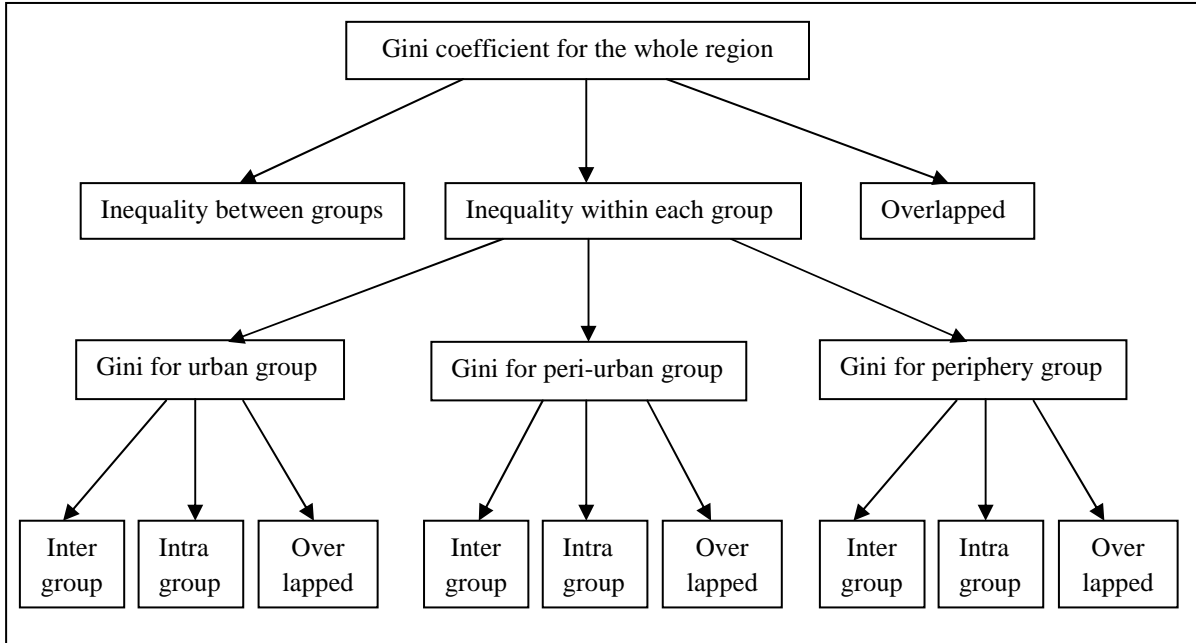 Gini coefficient for the whole region
Inequality between groups
Inequality within each group
Overlapped
Gini for urban group
Gini for peri-urban group
Gini for periphery group
Inter
group
Intra
group
Over
lapped
Inter
group
Intra
group
Over
lapped
Inter
group
Intra
group
Over
lapped